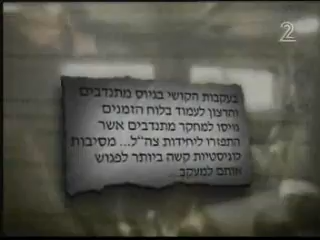 2
בעקבות הקושי בגיוס מתנדבים
והרצון לעמוד בלוח הזמנים
גויסו למחקר מתנדבים אשר
התפזרו ליחידות צה"ל... מסיבות
לוגיסטיות קשה ביותר לפגוש
אותם למעקב...